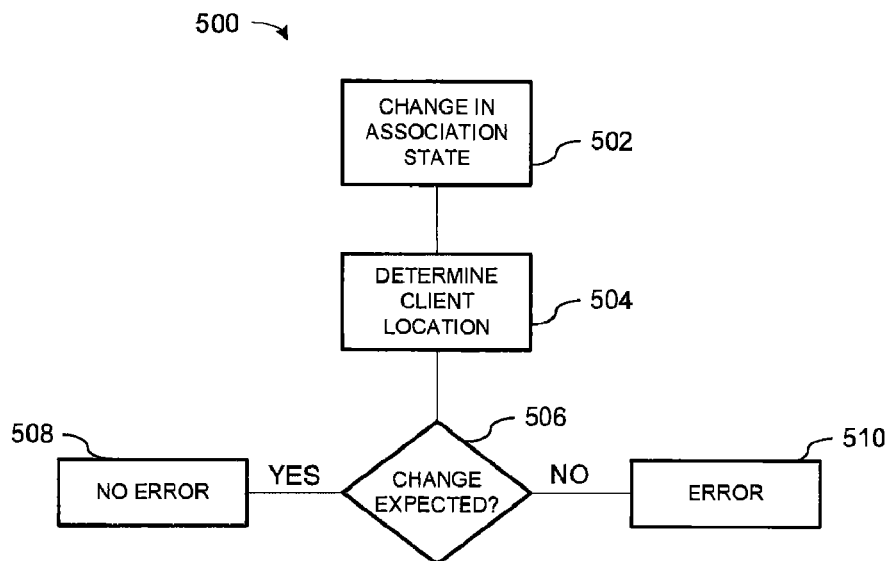 500
CHANGE IN
ASSOCIATION
STATE
502
DETERMINE
CLIENT
LOCATION
504
506
508
510
NO ERROR
YES
CHANGE
EXPECTED?
NO
ERROR